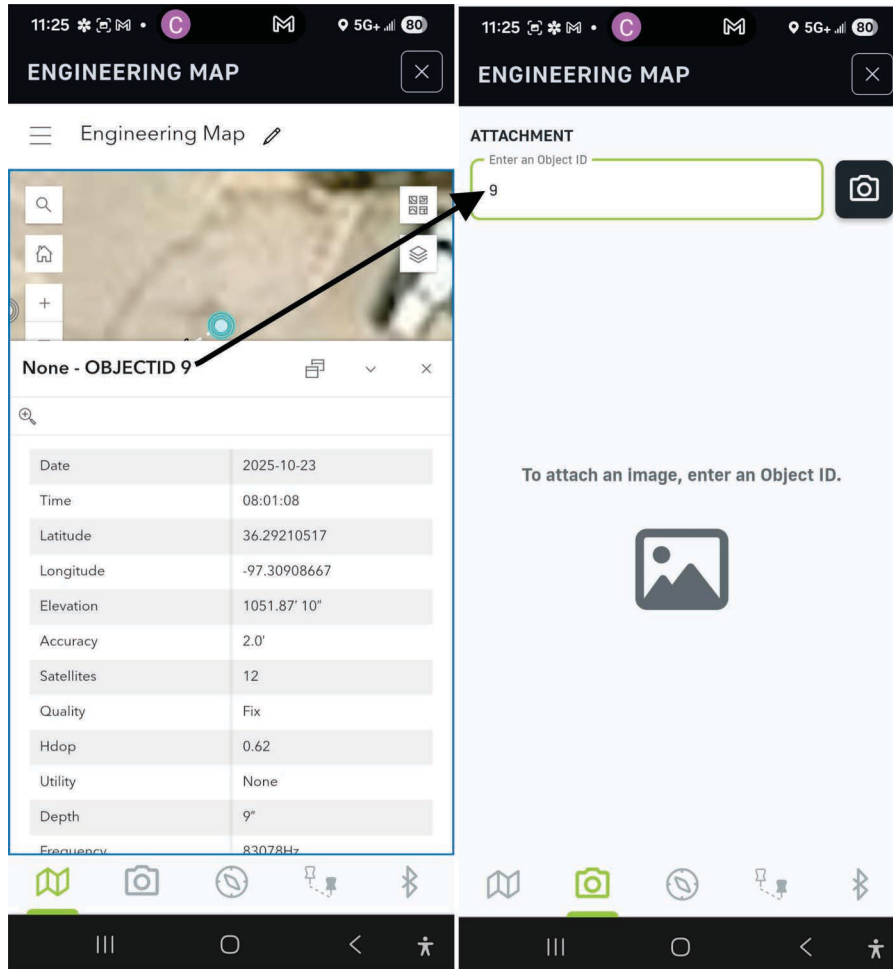 11:25
C
5G+
80
ENGINEERING MAP
Engineering Map
None - OBJECTID 9
Date 2025-10-23
Time 08:01:08
Latitude 36.29210517
Longitude -97.30908667
Elevation 1051.87' 10"
Accuracy 2.0'
Satellites 12
Quality Fix
Hdop 0.62
Utility None
Depth 9"
Frequency 83078Hz
11:25
C
5G+
80
ENGINEERING MAP
ATTACHMENT
Enter an Object ID
9
To attach an image, enter an Object ID.